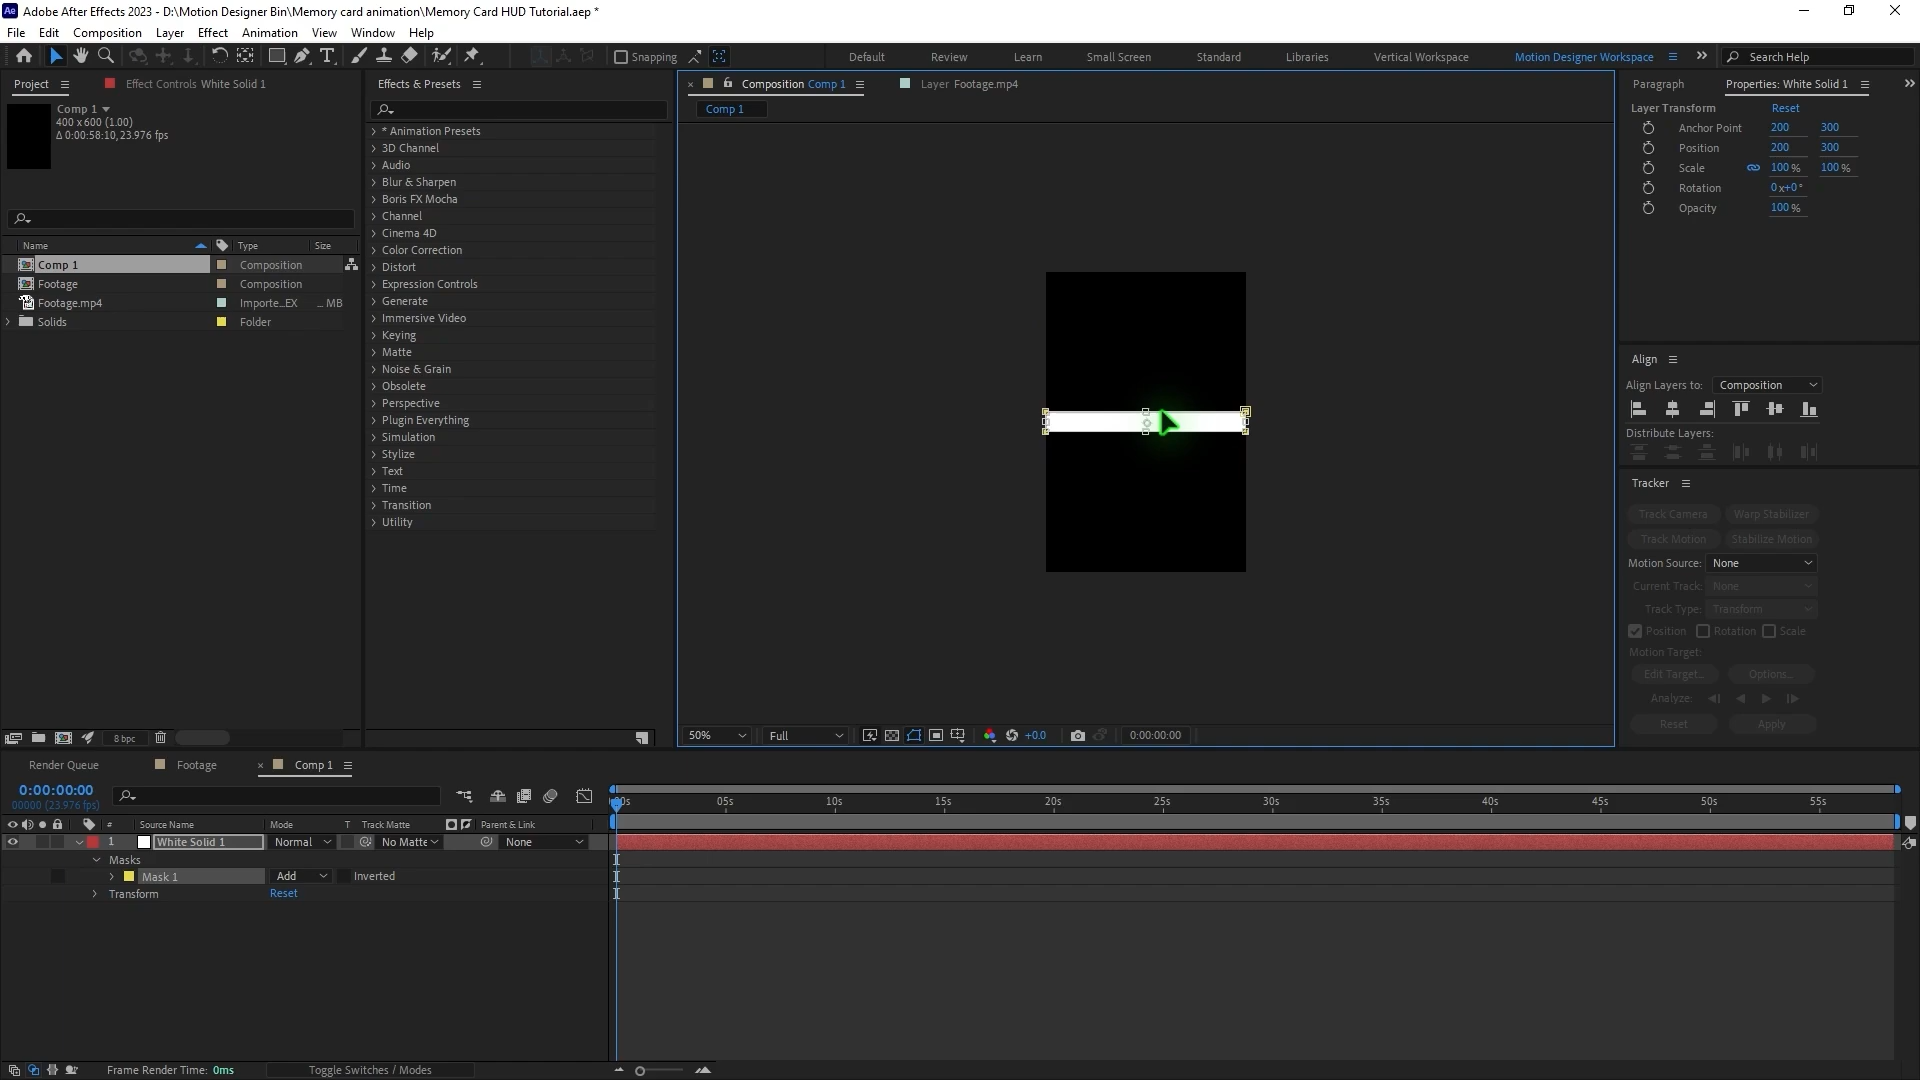 Adobe After Effects 2023 - D:\Motion Designer Bin\Memory card animation\Memory Card HUD Tutorial.aep *
File Edit Composition Layer Effect Animation View Window Help
Snapping
Default Review Learn Small Screen Standard Libraries Vertical Workspace Motion Designer Workspace Search Help
Project Effect Controls White Solid 1
Comp 1
400 x 600 (1.00)
Δ 0:00:58:10, 23.976 fps
Name Type Size
Comp 1 Composition
Footage Composition
Footage.mp4 Importe...EX ... MB
Solids Folder
8 bpc
Effects & Presets
* Animation Presets
3D Channel
Audio
Blur & Sharpen
Boris FX Mocha
Channel
Cinema 4D
Color Correction
Distort
Expression Controls
Generate
Immersive Video
Keying
Matte
Noise & Grain
Obsolete
Perspective
Plugin Everything
Simulation
Stylize
Text
Time
Transition
Utility
Composition Comp 1 Layer Footage.mp4
Comp 1
50% Full +0.0 0:00:00:00
Paragraph Properties: White Solid 1
Layer Transform Reset
Anchor Point 200 300
Position 200 300
Scale 100 % 100 %
Rotation 0x+0°
Opacity 100 %
Align
Align Layers to: Composition
Distribute Layers:
Tracker
Track Camera Warp Stabilizer
Track Motion Stabilize Motion
Motion Source: None
Current Track: None
Track Type: Transform
Position Rotation Scale
Motion Target:
Edit Target... Options...
Analyze:
Reset Apply
Render Queue Footage Comp 1
0:00:00:00
00000 (23.976 fps)
00s 05s 10s 15s 20s 25s 30s 35s 40s 45s 50s 55s
# Source Name Mode T Track Matte Parent & Link
1 White Solid 1 Normal No Matte None
Masks
Mask 1 Add Inverted
Transform Reset
Frame Render Time: 0ms Toggle Switches / Modes